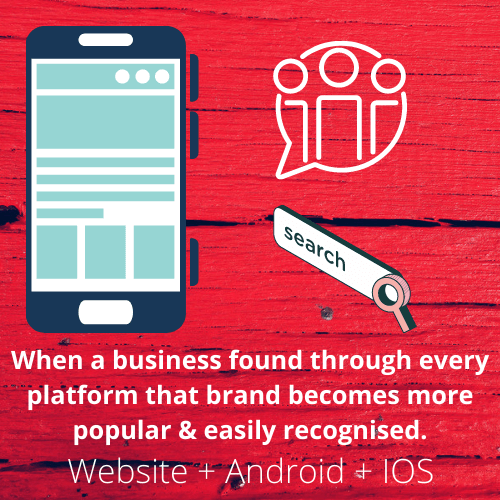 search
When a business found through every
platform that brand becomes more
popular & easily recognised.
Website + Android + IOS